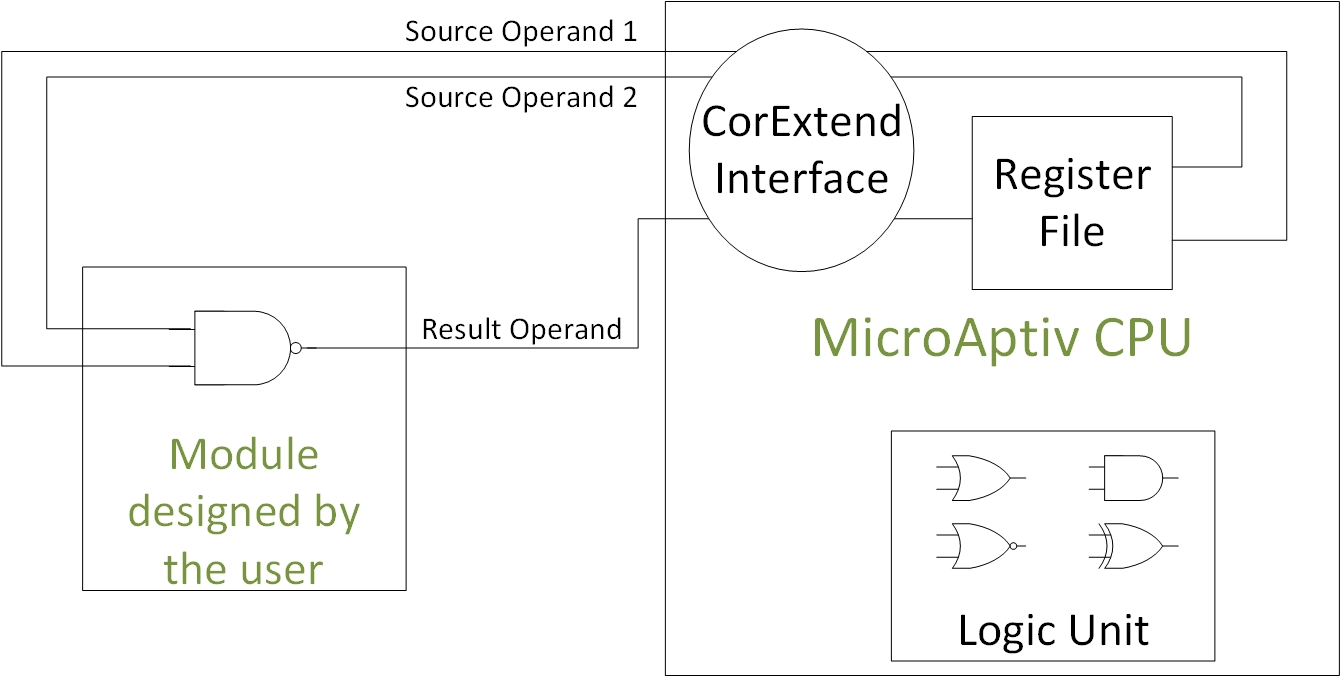 Source Operand 1
Source Operand 2
CorExtend
Interface
Register
File
MicroAptiv CPU
Result Operand
Module
designed by
the user
Logic Unit